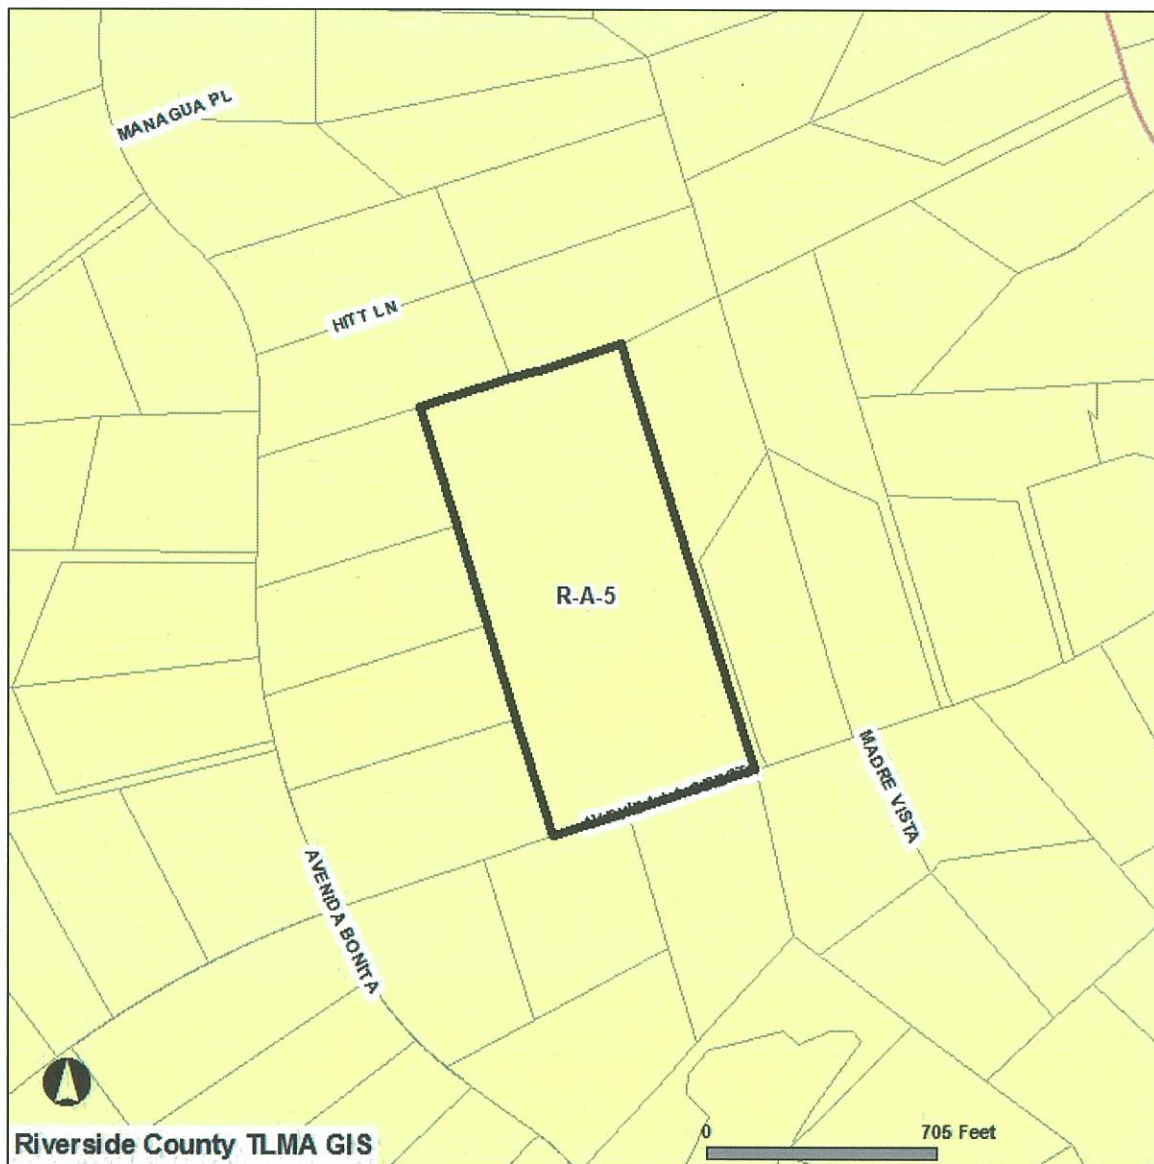 MANAGUA PL
HITT LN
R-A-5
MADRE VISTA
AVENIDA BONITA
Riverside County TLMA GIS
0 705 Feet